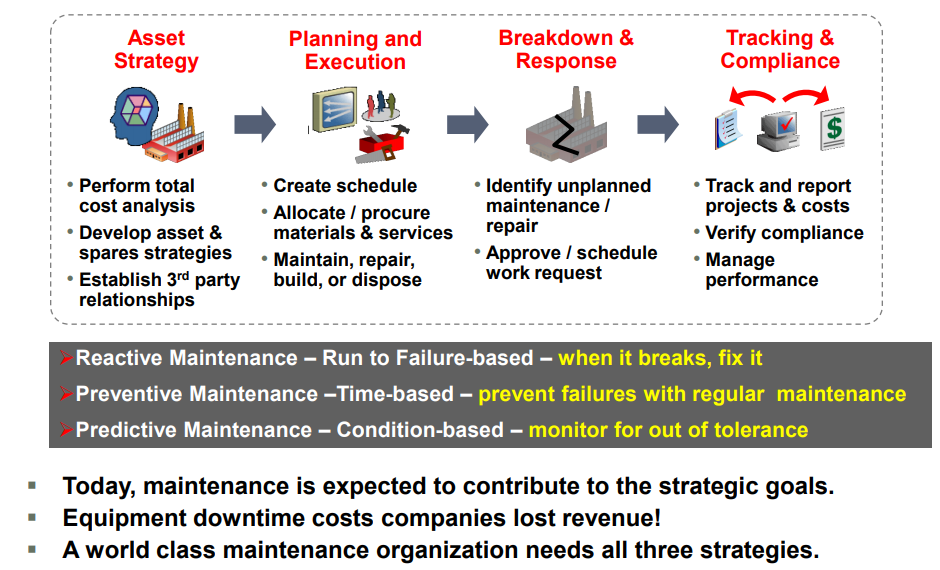 Asset
Strategy
• Perform total
cost analysis
• Develop asset &
spares strategies
• Establish 3rd party
relationships
Planning and
Execution
• Create schedule
• Allocate / procure
materials & services
• Maintain, repair,
build, or dispose
Breakdown &
Response
• Identify unplanned
maintenance /
repair
• Approve / schedule
work request
Tracking &
Compliance
$
• Track and report
projects & costs
• Verify compliance
• Manage
performance
➢Reactive Maintenance – Run to Failure-based – when it breaks, fix it
➢Preventive Maintenance –Time-based – prevent failures with regular maintenance
➢Predictive Maintenance – Condition-based – monitor for out of tolerance
▪ Today, maintenance is expected to contribute to the strategic goals.
▪ Equipment downtime costs companies lost revenue!
▪ A world class maintenance organization needs all three strategies.